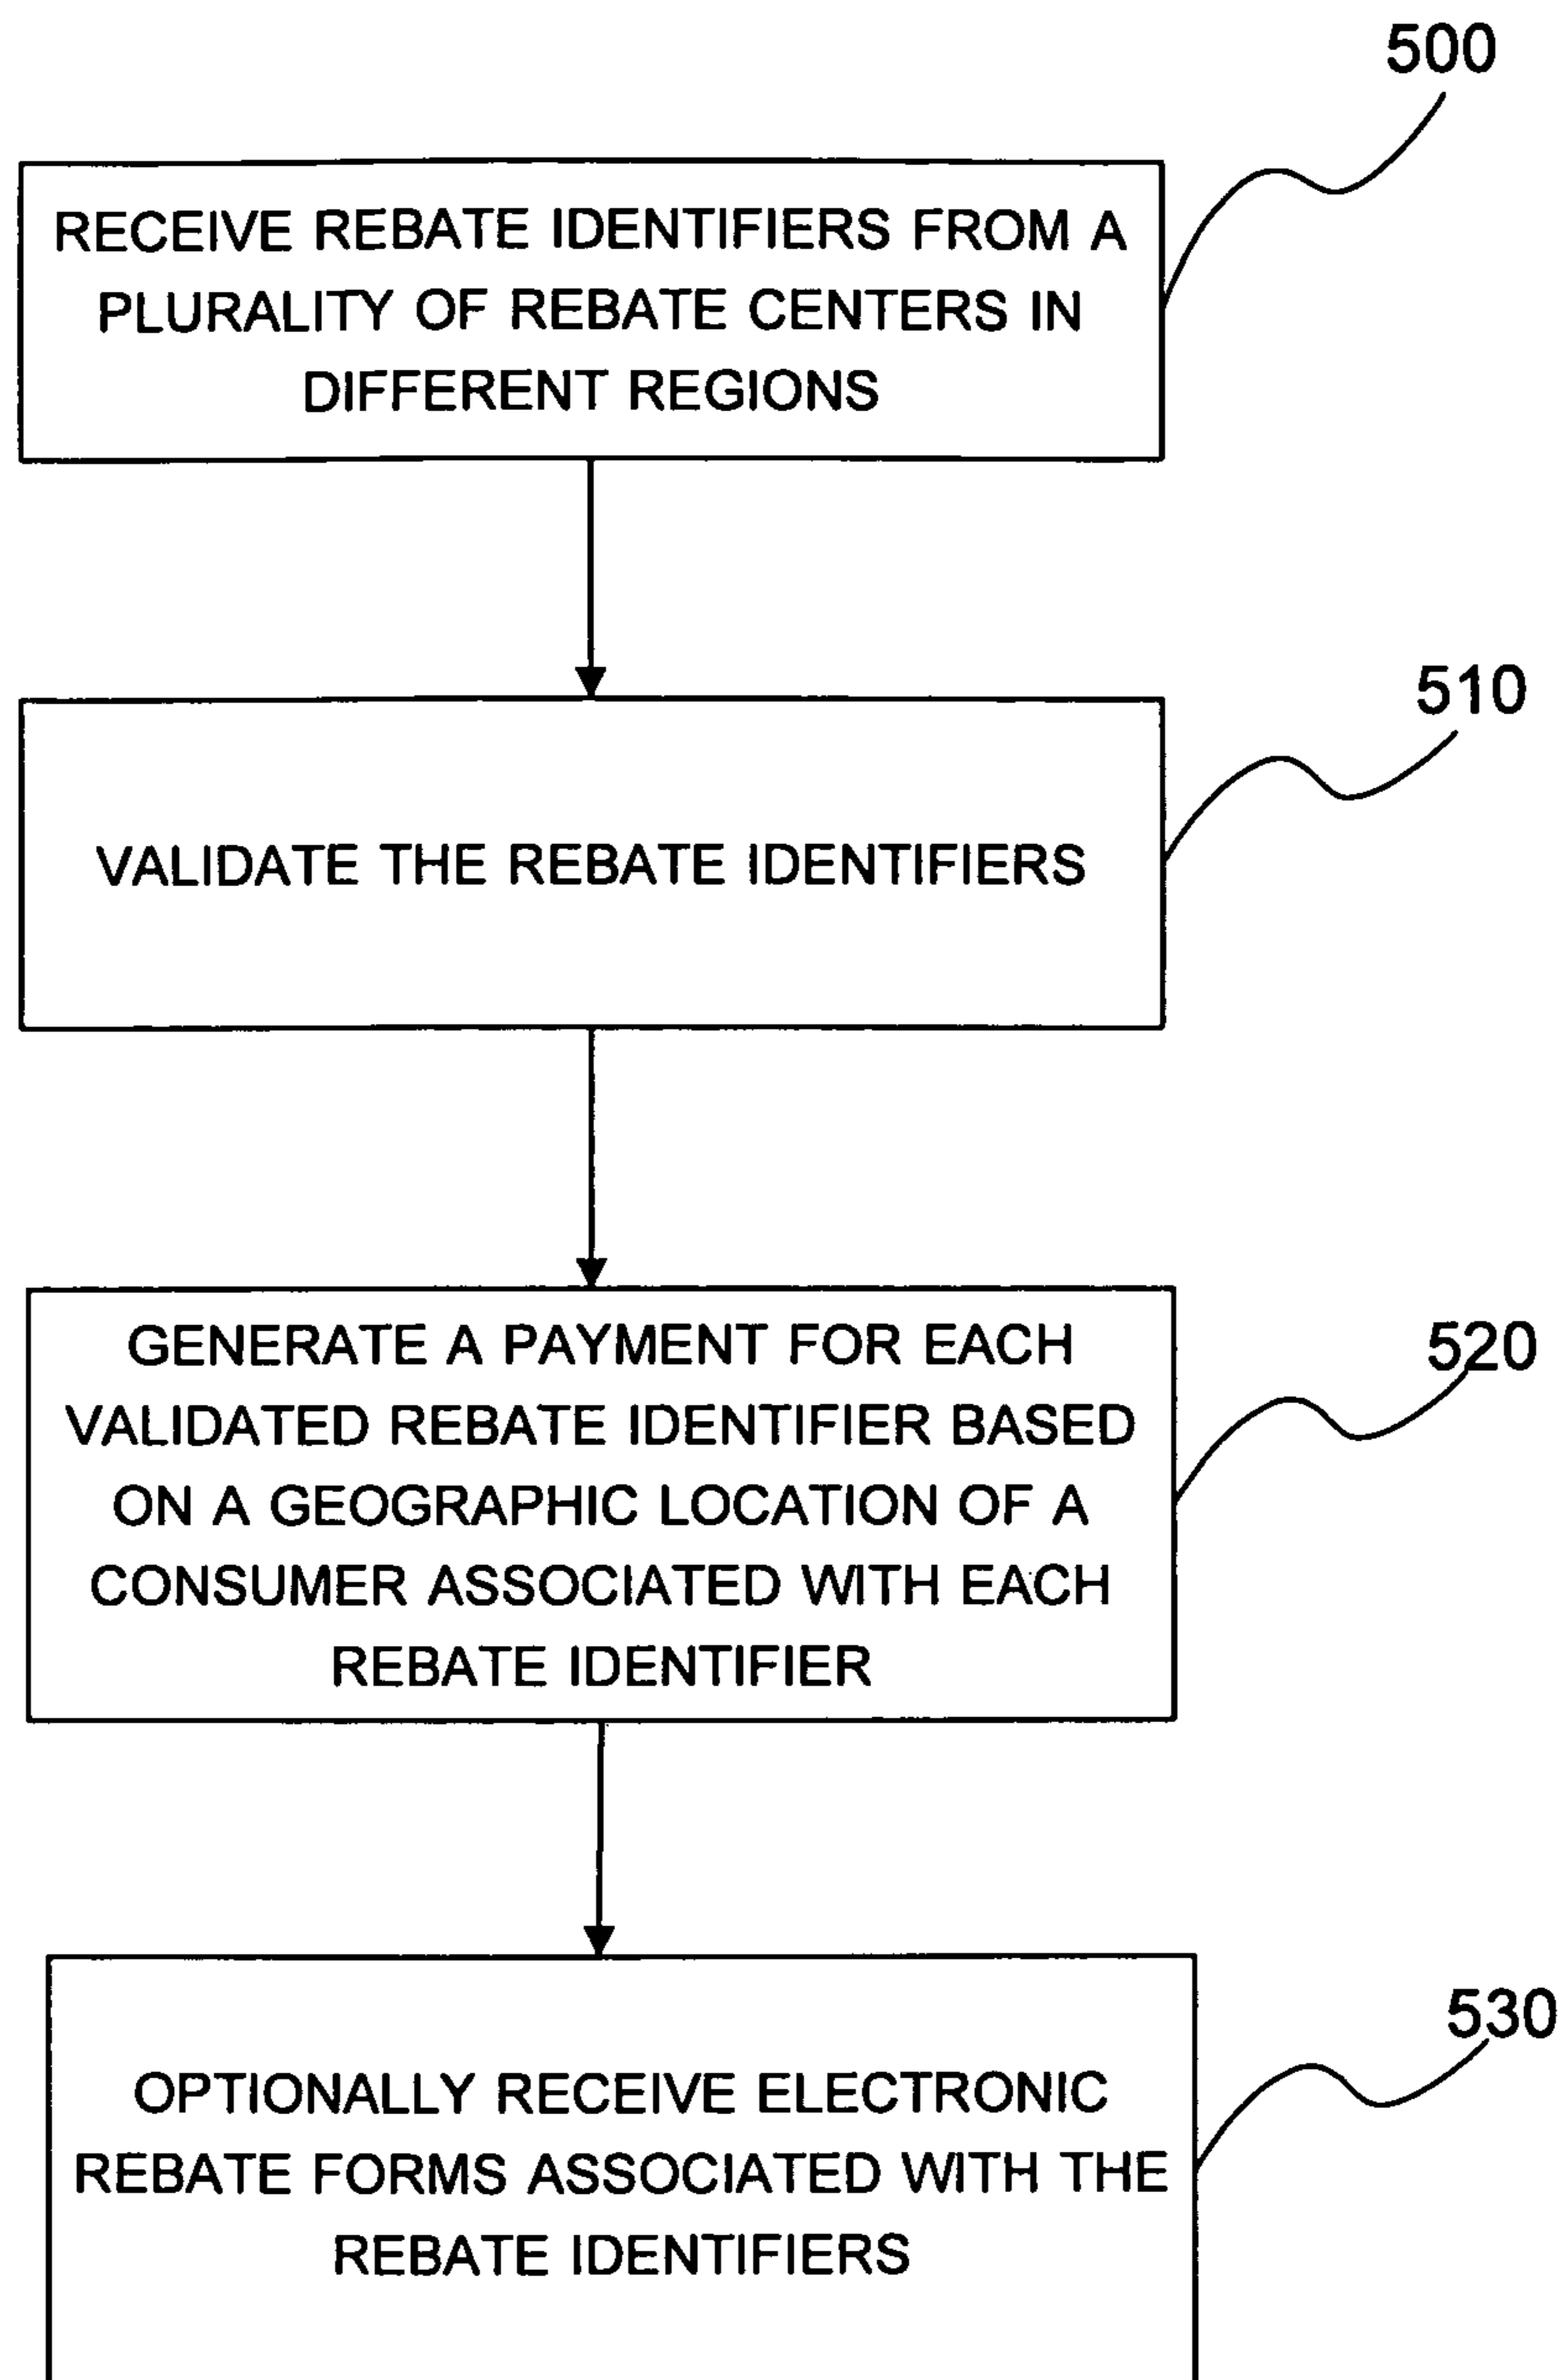 500
RECEIVE REBATE IDENTIFIERS FROM A
PLURALITY OF REBATE CENTERS IN
DIFFERENT REGIONS
510
VALIDATE THE REBATE IDENTIFIERS
520
GENERATE A PAYMENT FOR EACH
VALIDATED REBATE IDENTIFIER BASED
ON A GEOGRAPHIC LOCATION OF A
CONSUMER ASSOCIATED WITH EACH
REBATE IDENTIFIER
530
OPTIONALLY RECEIVE ELECTRONIC
REBATE FORMS ASSOCIATED WITH THE
REBATE IDENTIFIERS